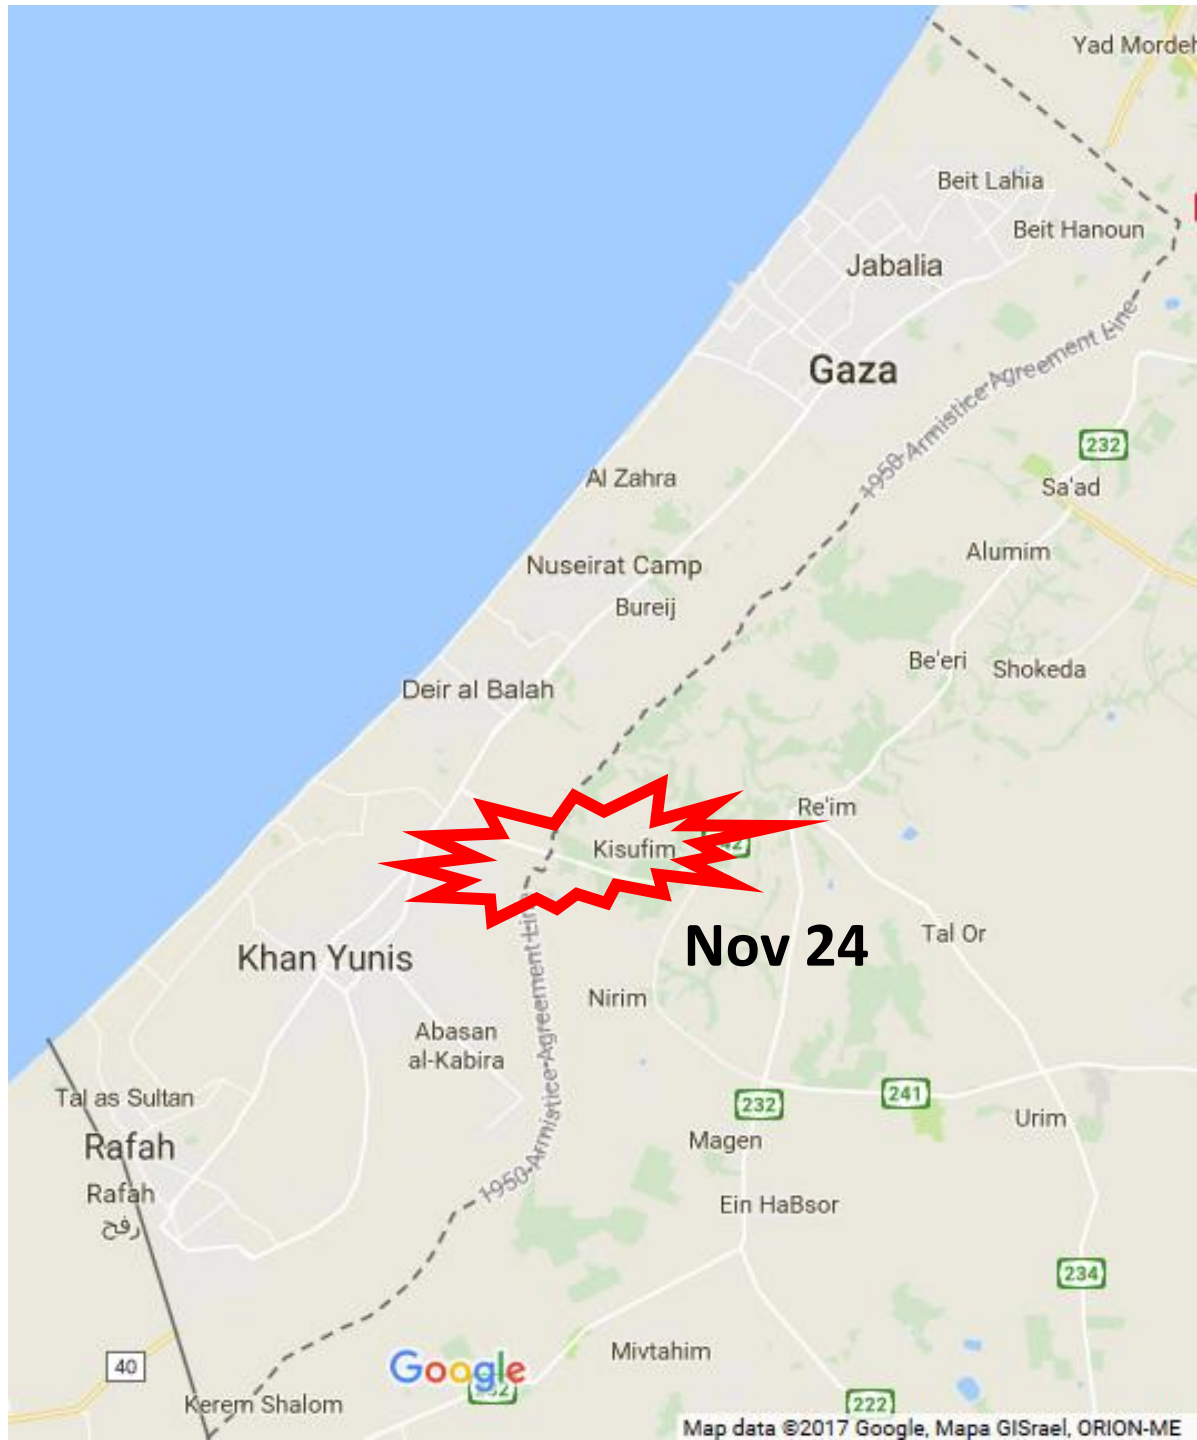 Yad Mordeh
Beit Lahia
Beit Hanoun
Jabalia
1950 Armistice Agreement Line
Gaza
232
Al Zahra
Sa'ad
Alumim
Nuseirat Camp
Bureij
Be'eri
Shokeda
Deir al Balah
Re'im
Kisufim
42
Nov 24
Tal Or
Khan Yunis
Nirim
Abasan
al-Kabira
1950 Armistice Agreement Line
Tal as Sultan
232
241
Urim
Rafah
Magen
Rafah
رفح
Ein HaBsor
234
Mivtahim
40
Google
232
Kerem Shalom
222
Map data ©2017 Google, Mapa GISrael, ORION-ME